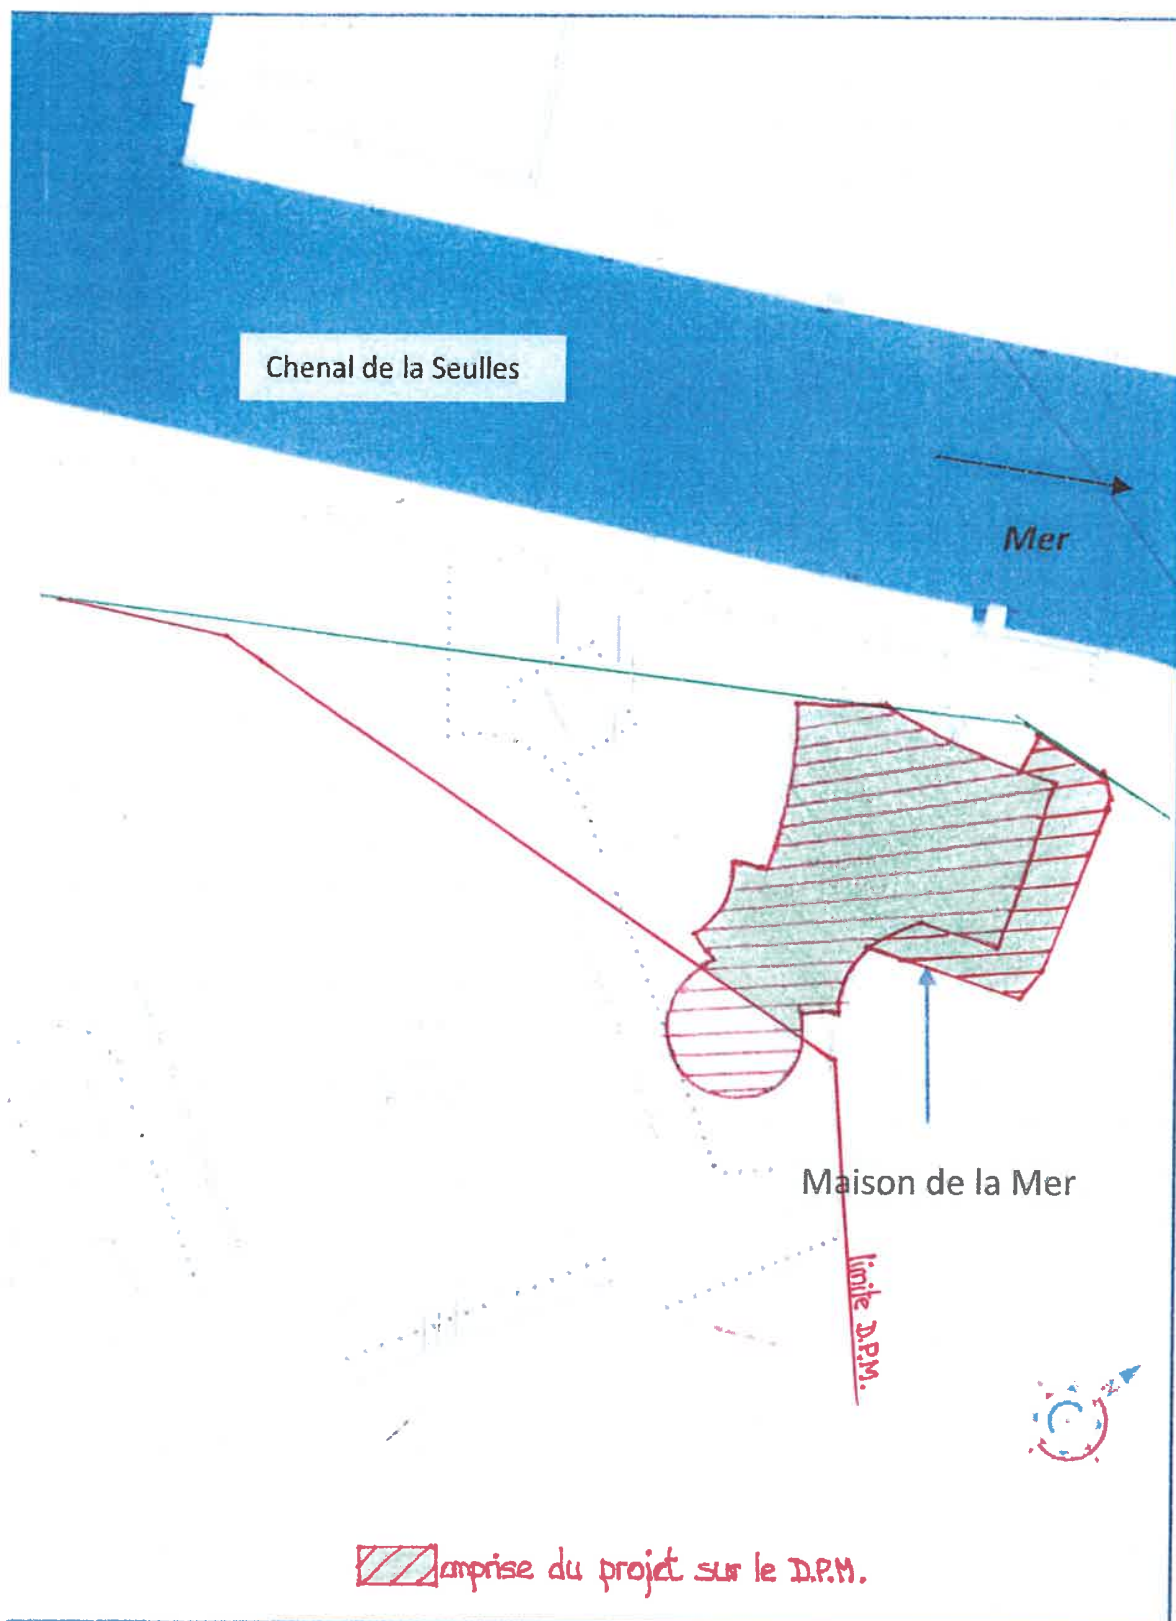 Chenal de la Seulles
Mer
Maison de la Mer
limite D.P.M.
emprise du projet sur le D.P.M.